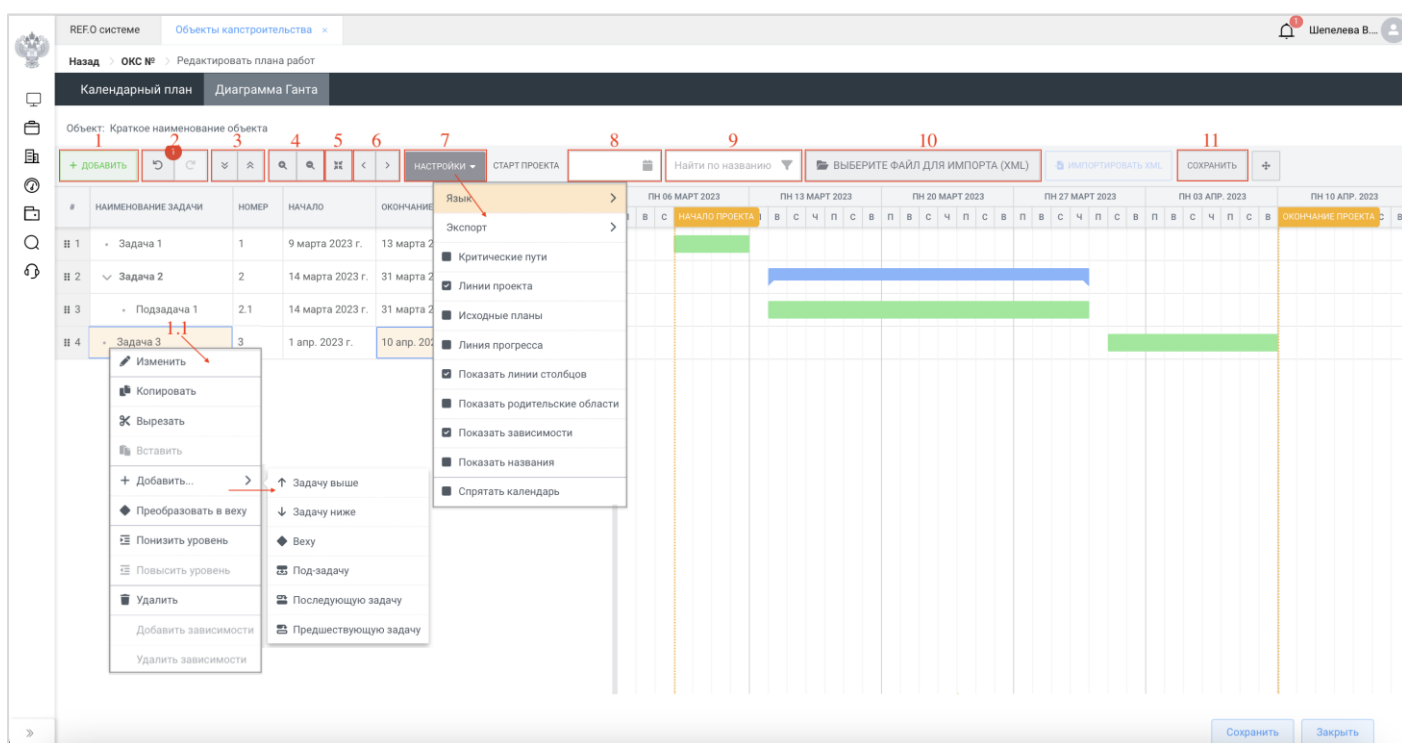 REF.О системе
Объекты капстроительства ×
1
Шепелева В....
Назад > ОКС № > Редактировать плана работ
Календарный план Диаграмма Ганта
Объект: Краткое наименование объекта
1 2 3 4 5 6 7 8 9 10 11
+ ДОБАВИТЬ 1 НАСТРОЙКИ СТАРТ ПРОЕКТА Найти по названию ВЫБЕРИТЕ ФАЙЛ ДЛЯ ИМПОРТА (XML) ИМПОРТИРОВАТЬ XML СОХРАНИТЬ
# НАИМЕНОВАНИЕ ЗАДАЧИ НОМЕР НАЧАЛО ОКОНЧАНИЕ
ПН 06 МАРТ 2023 ПН 13 МАРТ 2023 ПН 20 МАРТ 2023 ПН 27 МАРТ 2023 ПН 03 АПР. 2023 ПН 10 АПР. 2023
В С НАЧАЛО ПРОЕКТА В С Ч П С В П В С Ч П С В П В С Ч П С В П В С Ч П С В ОКОНЧАНИЕ ПРОЕКТА С В
1 Задача 1 1 9 марта 2023 г. 13 марта 2
2 Задача 2 2 14 марта 2023 г. 31 марта 2
3 Подзадача 1 2.1 14 марта 2023 г. 31 марта 2
1.1
4 Задача 3 3 1 апр. 2023 г. 10 апр. 202
Язык
Экспорт
Критические пути
Линии проекта
Исходные планы
Линия прогресса
Показать линии столбцов
Показать родительские области
Показать зависимости
Показать названия
Спрятать календарь
Изменить
Копировать
Вырезать
Вставить
+ Добавить...
Преобразовать в веху
Понизить уровень
Повысить уровень
Удалить
Добавить зависимости
Удалить зависимости
Задачу выше
Задачу ниже
Веху
Под-задачу
Последующую задачу
Предшествующую задачу
Сохранить Закрыть